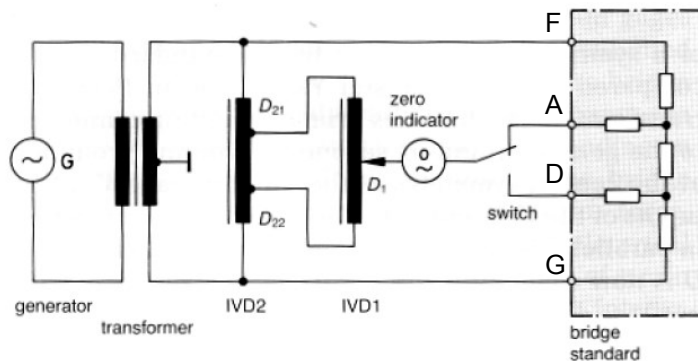 F
A
D
G
G
D21
D22
D1
zero
indicator
o
switch
generator
transformer
IVD2
IVD1
bridge
standard